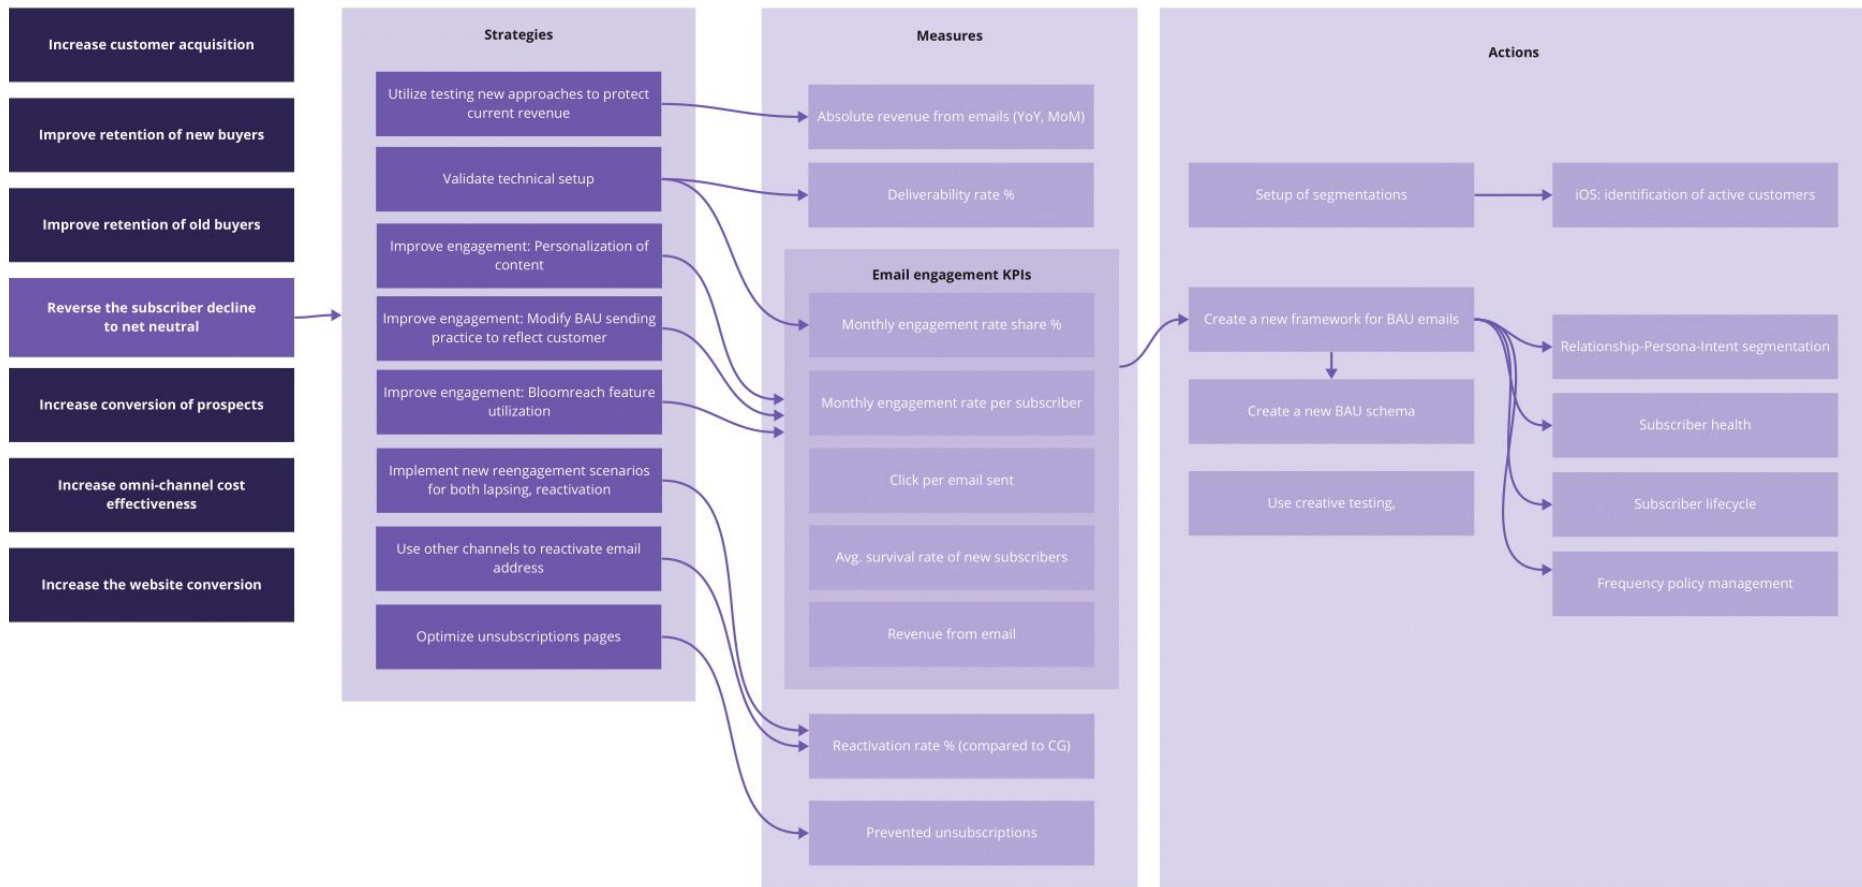 Increase customer acquisition
Improve retention of new buyers
Improve retention of old buyers
Reverse the subscriber decline
to net neutral
Increase conversion of prospects
Increase omni-channel cost
effectiveness
Increase the website conversion
Strategies
Utilize testing new approaches to protect
current revenue
Validate technical setup
Improve engagement: Personalization of
content
Improve engagement: Modify BAU sending
practice to reflect customer
Improve engagement: Bloomreach feature
utilization
Implement new reengagement scenarios
for both lapsing, reactivation
Use other channels to reactivate email
address
Optimize unsubscriptions pages
Measures
Absolute revenue from emails (YoY, MoM)
Deliverability rate %
Email engagement KPIs
Monthly engagement rate share %
Monthly engagement rate per subscriber
Click per email sent
Avg. survival rate of new subscribers
Revenue from email
Reactivation rate % (compared to CG)
Prevented unsubscriptions
Actions
Setup of segmentations
iOS: identification of active customers
Create a new framework for BAU emails
Create a new BAU schema
Use creative testing,
Relationship-Persona-Intent segmentation
Subscriber health
Subscriber lifecycle
Frequency policy management